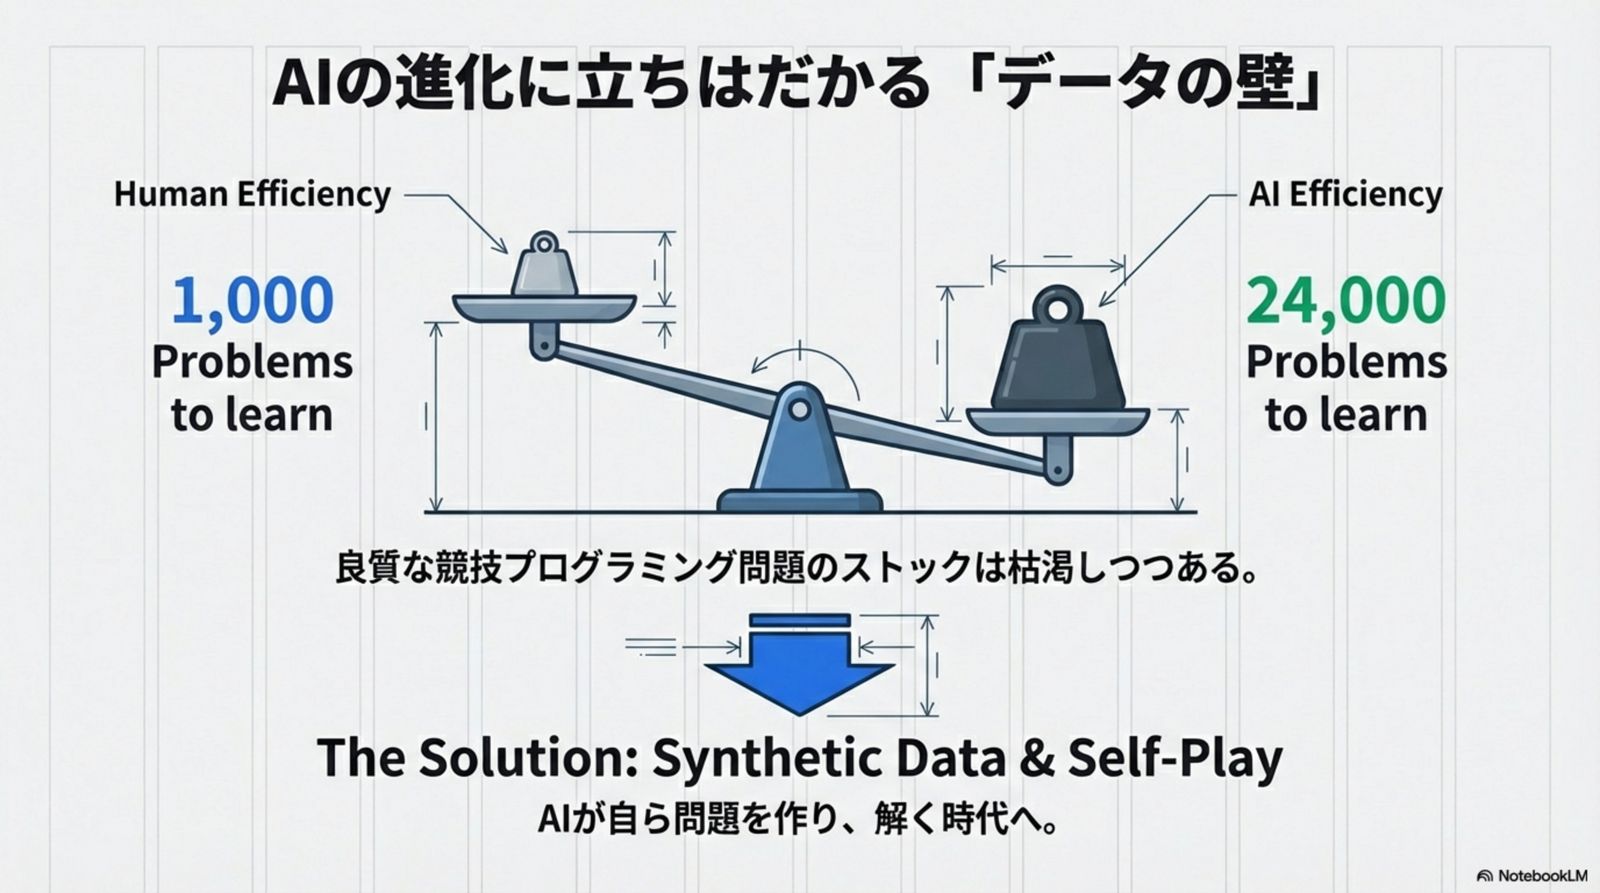 AIの進化に立ちはだかる「データの壁」
Human Efficiency
1,000
Problems
to learn
AI Efficiency
24,000
Problems
to learn
良質な競技プログラミング問題のストックは枯渇しつつある。
The Solution: Synthetic Data & Self-Play
AIが自ら問題を作り、解く時代へ。
NotebookLM